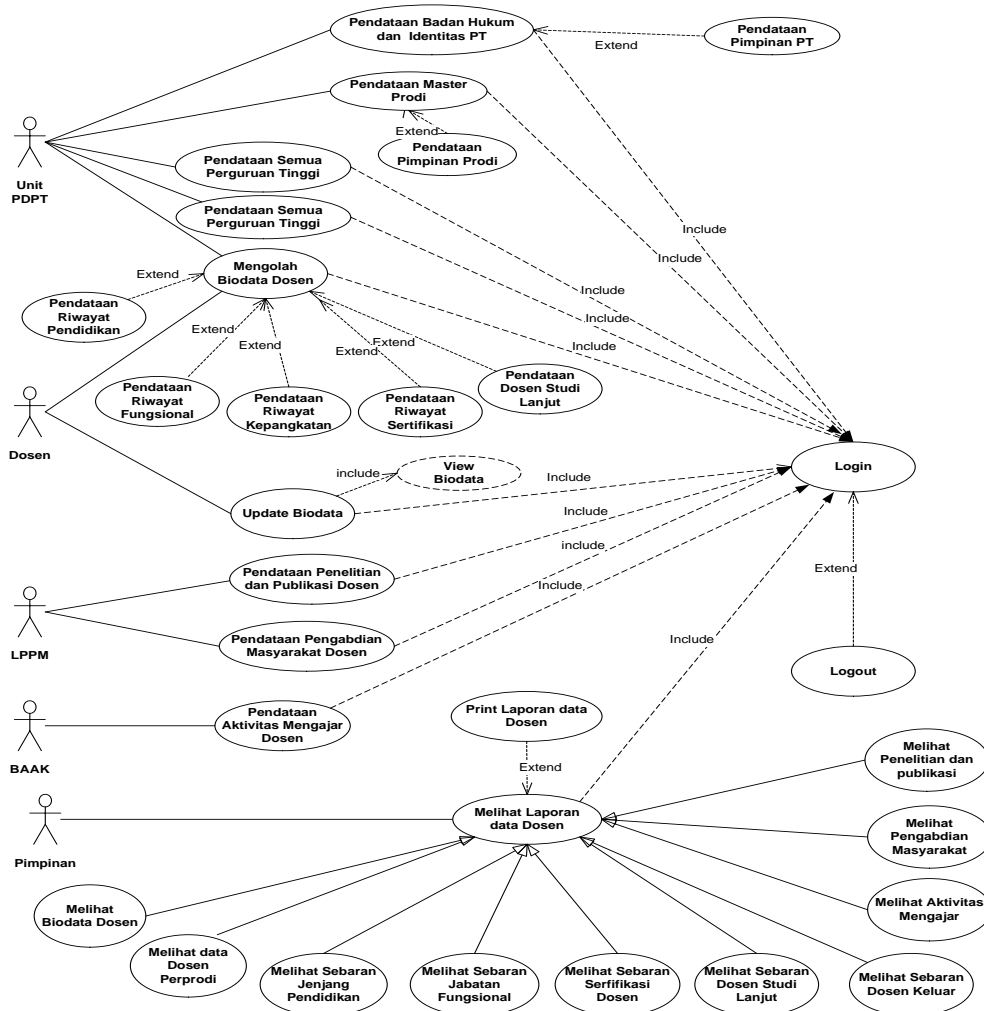 Pendataan Badan Hukum
dan Identitas PT
Extend
Pendataan
Pimpinan PT
Pendataan Master
Prodi
Extend
Pendataan
Pimpinan Prodi
Unit
PDPT
Pendataan Semua
Perguruan Tinggi
Pendataan Semua
Perguruan Tinggi
Include
Include
Mengolah
Biodata Dosen
Extend
Pendataan
Riwayat
Pendidikan
Include
Include
Include
Extend
Extend
Extend
Extend
Pendataan
Riwayat
Fungsional
Pendataan
Riwayat
Kepangkatan
Pendataan
Riwayat
Sertifikasi
Pendataan
Dosen Studi
Lanjut
Dosen
View
Biodata
include
Include
Login
Update Biodata
Include
include
Include
Pendataan Penelitian
dan Publikasi Dosen
Extend
LPPM
Pendataan Pengabdian
Masyarakat Dosen
Include
Logout
Pendataan
Aktivitas Mengajar
Dosen
BAAK
Print Laporan data
Dosen
Extend
Melihat
Penelitian dan
publikasi
Pimpinan
Melihat Laporan
data Dosen
Melihat
Pengabdian
Masyarakat
Melihat
Biodata Dosen
Melihat Aktivitas
Mengajar
Melihat data
Dosen
Perprodi
Melihat Sebaran
Jenjang
Pendidikan
Melihat Sebaran
Jabatan
Fungsional
Melihat Sebaran
Serfifikasi
Dosen
Melihat Sebaran
Dosen Studi
Lanjut
Melihat Sebaran
Dosen Keluar